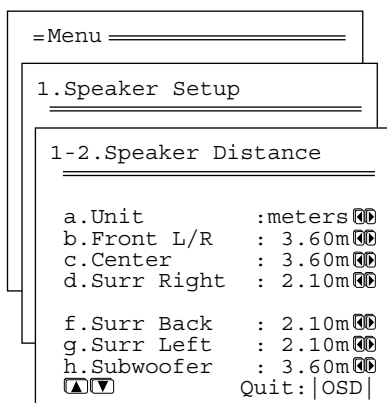 =Menu
1.Speaker Setup
1-2.Speaker Distance
a.Unit :meters
b.Front L/R : 3.60m
c.Center : 3.60m
d.Surr Right : 2.10m
f.Surr Back : 2.10m
g.Surr Left : 2.10m
h.Subwoofer : 3.60m
Quit:|OSD|